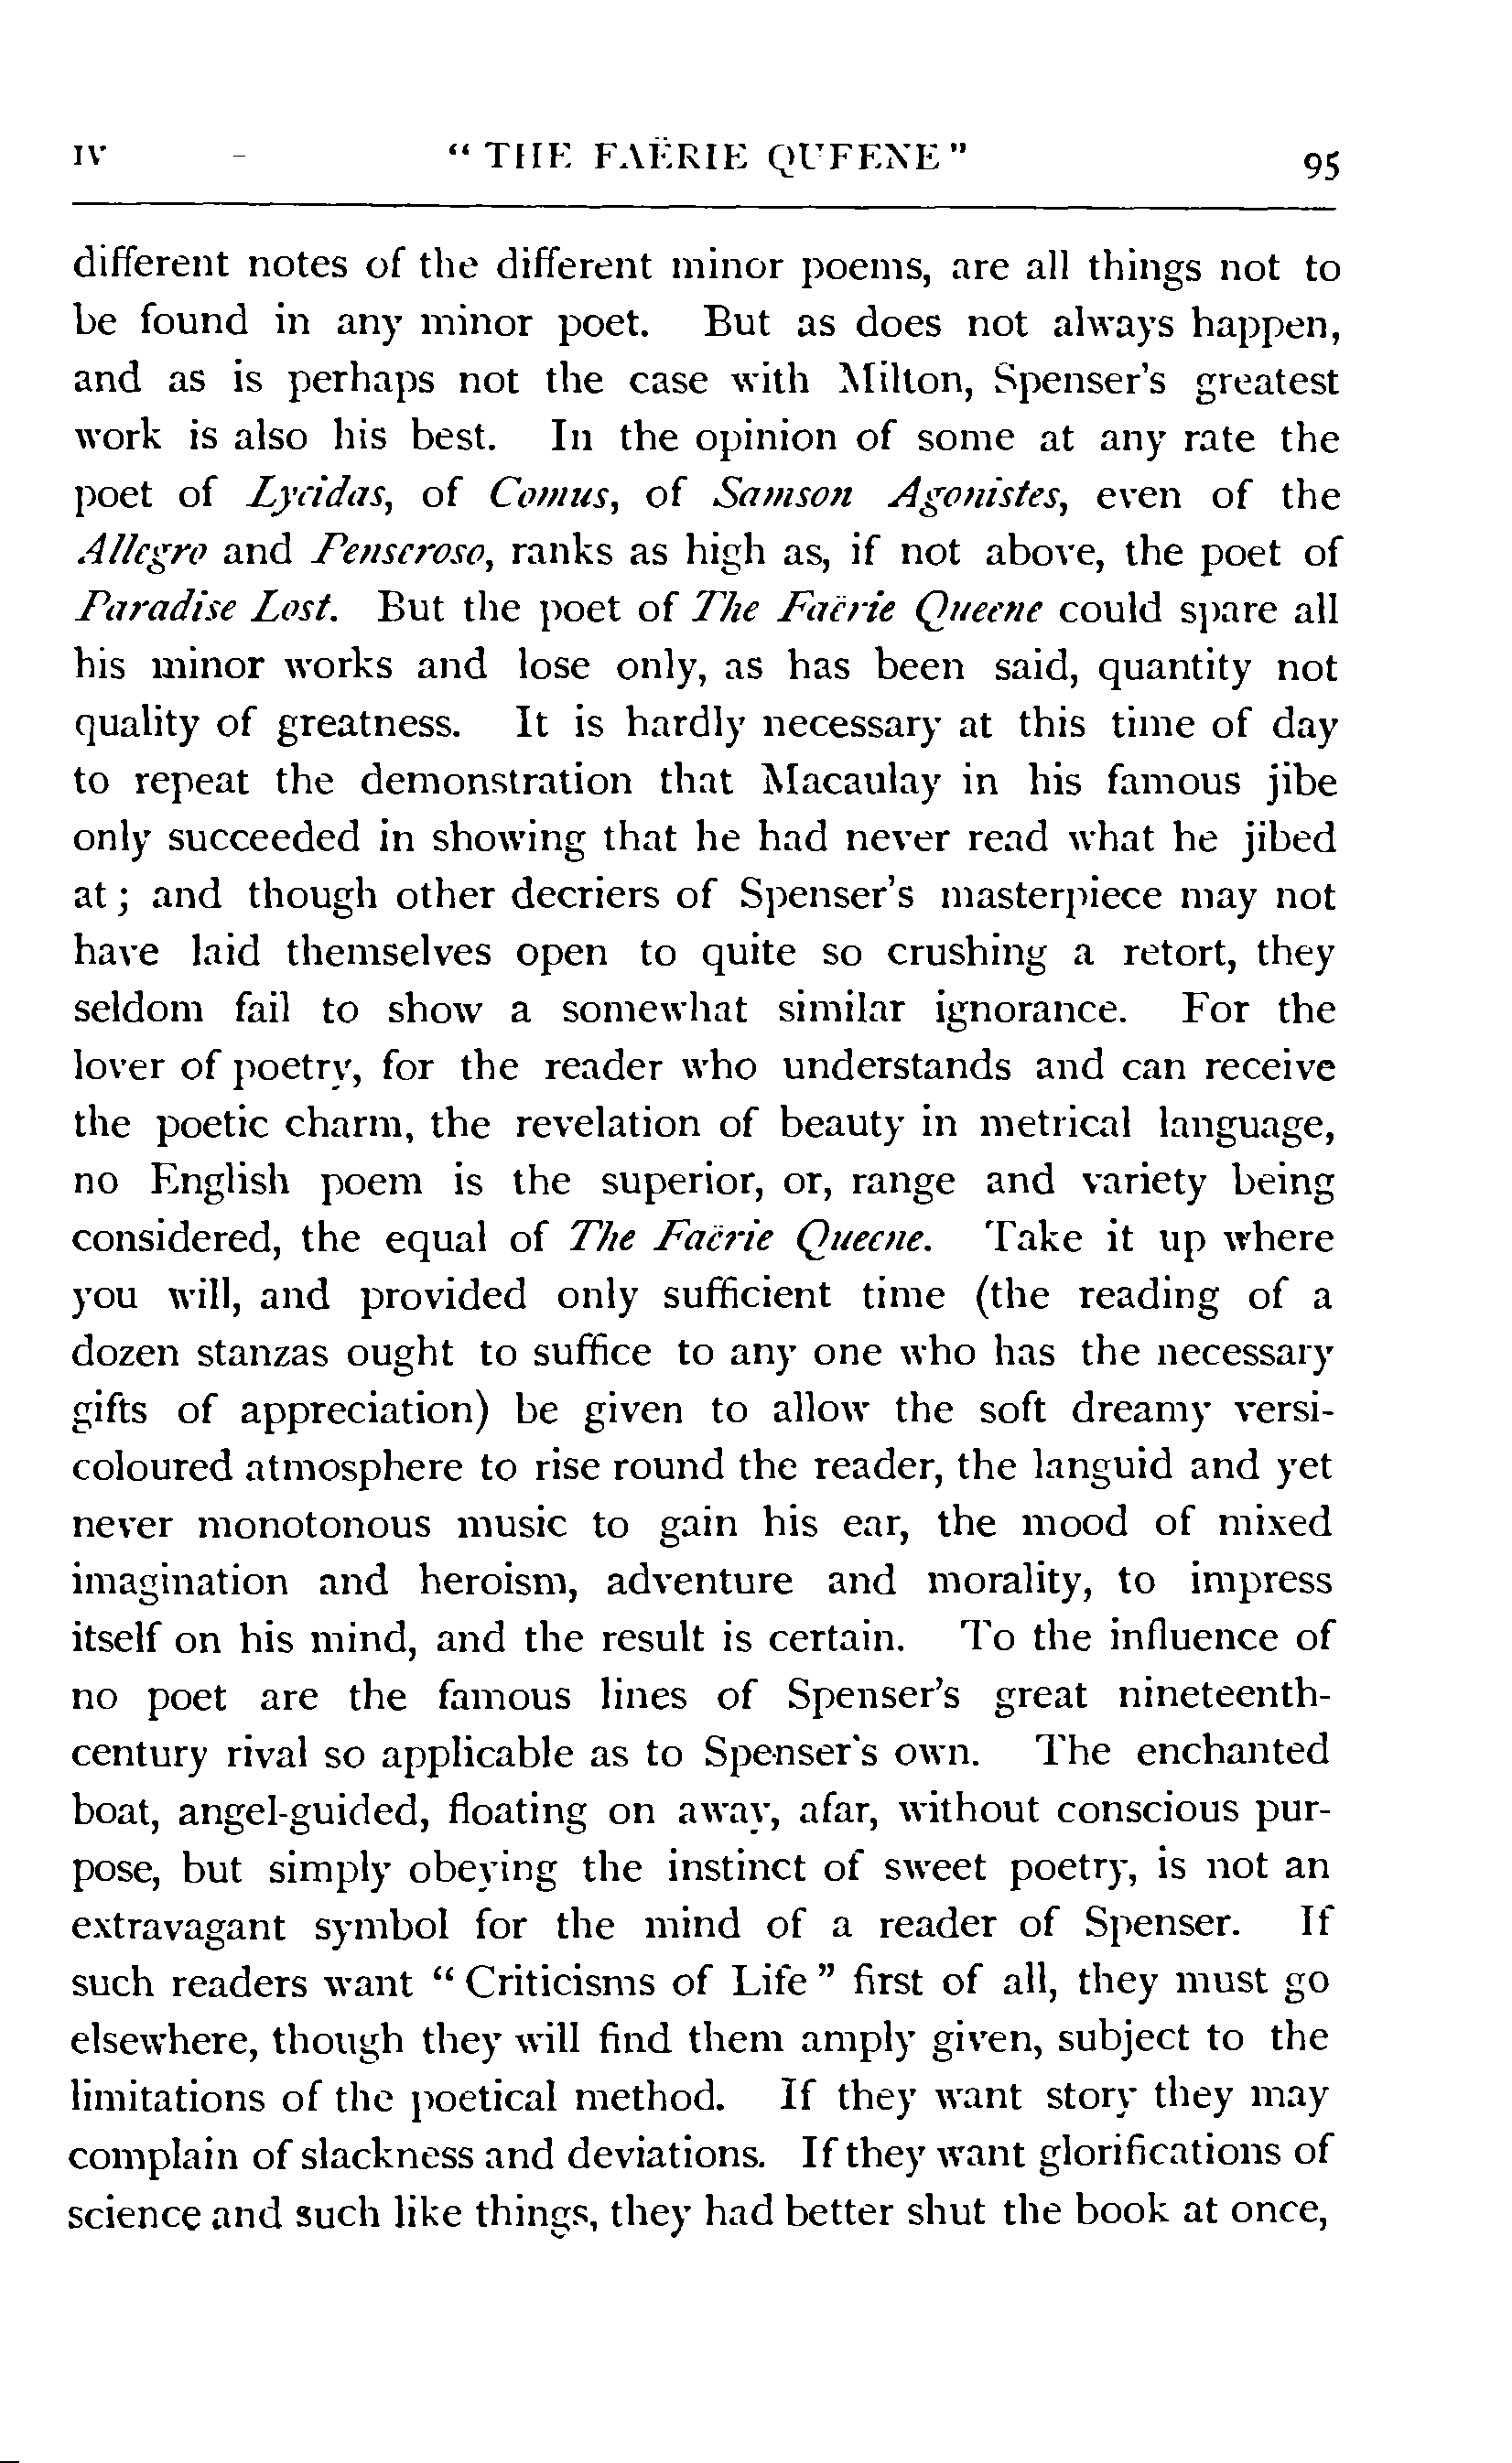 IV “ THE FAËRIE QUEENE ” 95
different notes of the different minor poems, are all things not to
be found in any minor poet. But as does not always happen,
and as is perhaps not the case with Milton, Spenser’s greatest
work is also his best. In the opinion of some at any rate the
poet of Lycidas, of Comus, of Samson Agonistes, even of the
Allegro and Penseroso, ranks as high as, if not above, the poet of
Paradise Lost. But the poet of The Faërie Queene could spare all
his minor works and lose only, as has been said, quantity not
quality of greatness. It is hardly necessary at this time of day
to repeat the demonstration that Macaulay in his famous jibe
only succeeded in showing that he had never read what he jibed
at; and though other decriers of Spenser’s masterpiece may not
have laid themselves open to quite so crushing a retort, they
seldom fail to show a somewhat similar ignorance. For the
lover of poetry, for the reader who understands and can receive
the poetic charm, the revelation of beauty in metrical language,
no English poem is the superior, or, range and variety being
considered, the equal of The Faërie Queene. Take it up where
you will, and provided only sufficient time (the reading of a
dozen stanzas ought to suffice to any one who has the necessary
gifts of appreciation) be given to allow the soft dreamy versi-
coloured atmosphere to rise round the reader, the languid and yet
never monotonous music to gain his ear, the mood of mixed
imagination and heroism, adventure and morality, to impress
itself on his mind, and the result is certain. To the influence of
no poet are the famous lines of Spenser’s great nineteenth-
century rival so applicable as to Spenser’s own. The enchanted
boat, angel-guided, floating on away, afar, without conscious pur-
pose, but simply obeying the instinct of sweet poetry, is not an
extravagant symbol for the mind of a reader of Spenser. If
such readers want “ Criticisms of Life ” first of all, they must go
elsewhere, though they will find them amply given, subject to the
limitations of the poetical method. If they want story they may
complain of slackness and deviations. If they want glorifications of
science and such like things, they had better shut the book at once,